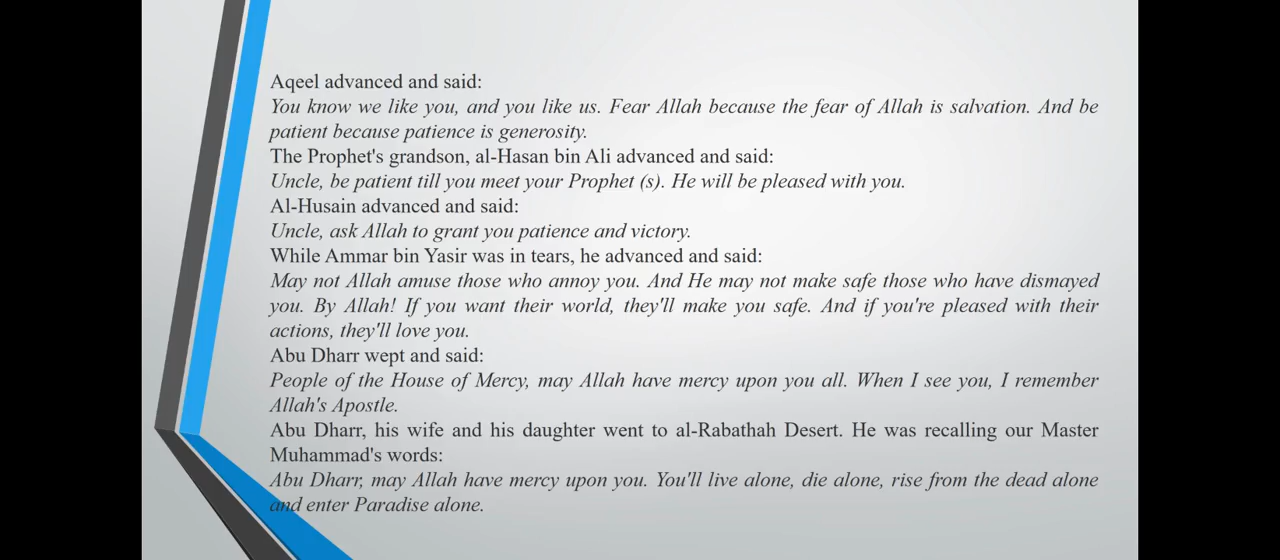 Aqeel advanced and said:
You know we like you, and you like us. Fear Allah because the fear of Allah is salvation. And be
patient because patience is generosity.
The Prophet's grandson, al-Hasan bin Ali advanced and said:
Uncle, be patient till you meet your Prophet (s). He will be pleased with you.
Al-Husain advanced and said:
Uncle, ask Allah to grant you patience and victory.
While Ammar bin Yasir was in tears, he advanced and said:
May not Allah amuse those who annoy you. And He may not make safe those who have dismayed
you. By Allah! If you want their world, they'll make you safe. And if you're pleased with their
actions, they'll love you.
Abu Dharr wept and said:
People of the House of Mercy, may Allah have mercy upon you all. When I see you, I remember
Allah's Apostle.
Abu Dharr, his wife and his daughter went to al-Rabathah Desert. He was recalling our Master
Muhammad's words:
Abu Dharr, may Allah have mercy upon you. You'll live alone, die alone, rise from the dead alone
and enter Paradise alone.